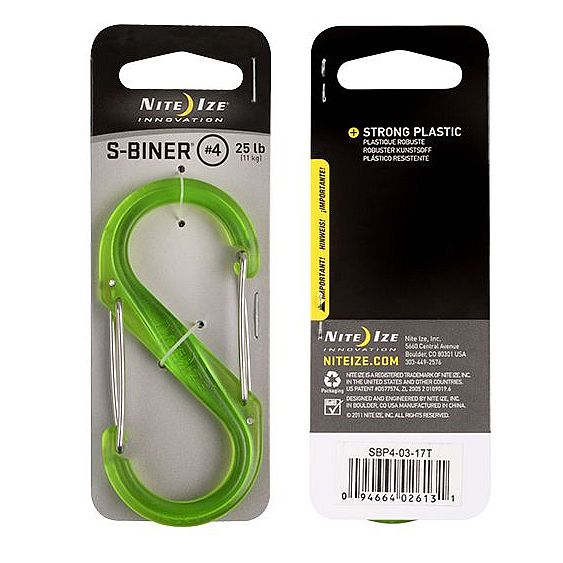 NITE IZE®
INNOVATION
S-BINER® #4 25 lb
(11 kg)
+ STRONG PLASTIC
PLASTIQUE ROBUSTE
ROBUSTER KUNSTSOFF
PLÁSTICO RESISTENTE
IMPORTANT! HINWEIS! ¡IMPORTANTE!
NITE IZE®
INNOVATION
NITEIZE.COM
Nite Ize, Inc.
5660 Central Avenue
Boulder, CO 80301 USA
303-449-2576
Packaging
NITE IZE IS A REGISTERED TRADEMARK OF NITE IZE, INC.
IN THE UNITED STATES AND OTHER COUNTRIES.
US PATENT #D577574, ZL 2005 2 0109019.6
DESIGNED AND ENGINEERED BY NITE IZE, INC.
IN BOULDER, CO USA MANUFACTURED IN CHINA.
© 2011 NITE IZE, INC. ALL RIGHTS RESERVED.
SBP4-03-17T
0 94664 02613 1